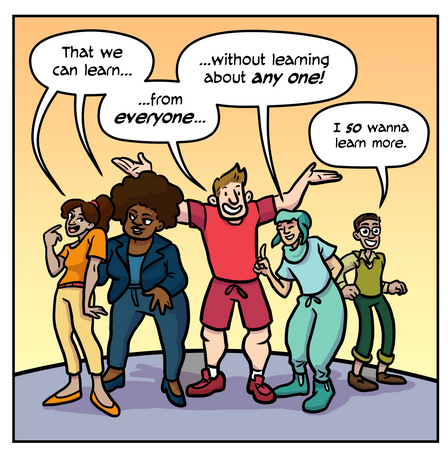 That we
can learn...
...from
everyone...
...without learning
about any one!
I so wanna
learn more.